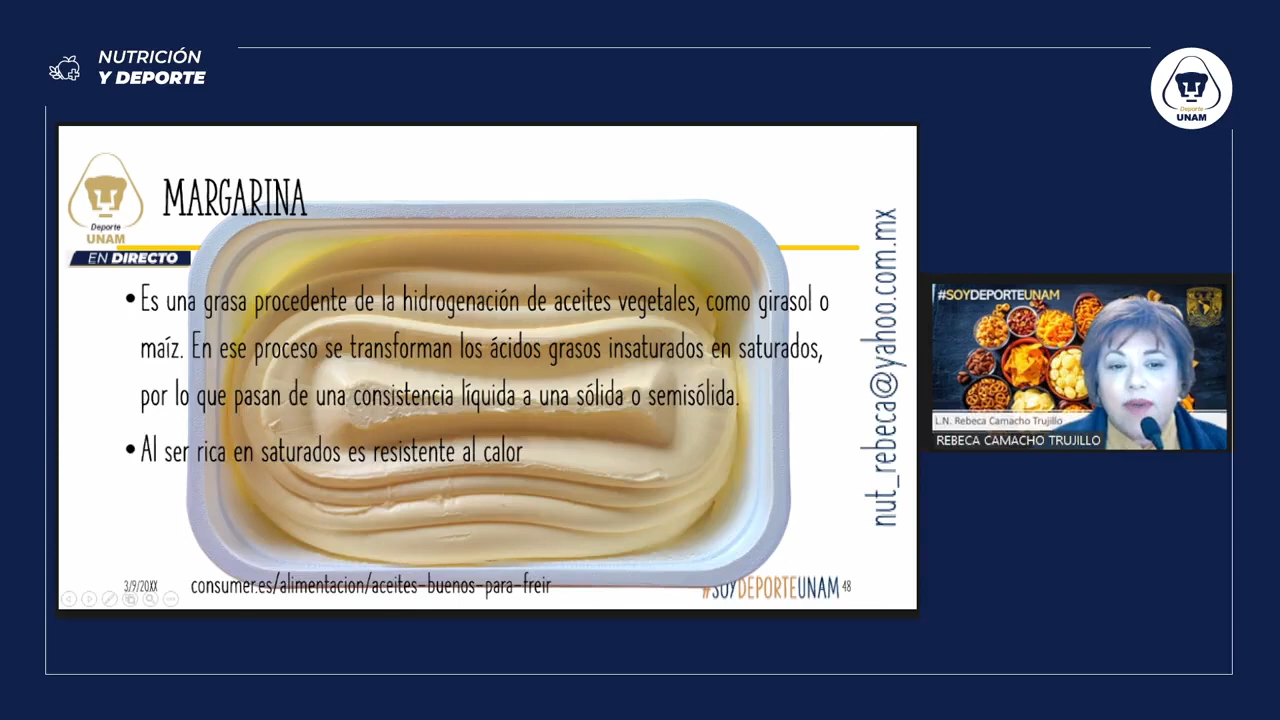 NUTRICIÓN
Y DEPORTE
Deporte
UNAM
Deporte
UNAM
EN DIRECTO
MARGARINA
• Es una grasa procedente de la hidrogenación de aceites vegetales, como girasol o
maíz. En ese proceso se transforman los ácidos grasos insaturados en saturados,
por lo que pasan de una consistencia líquida a una sólida o semisólida.
• Al ser rica en saturados es resistente al calor
nut_rebeca@yahoo.com.mx
3/9/20XX
consumer.es/alimentacion/aceites-buenos-para-freir
#SOYDEPORTEUNAM
48
#SOYDEPORTEUNAM
L.N. Rebeca Camacho Trujillo
REBECA CAMACHO TRUJILLO